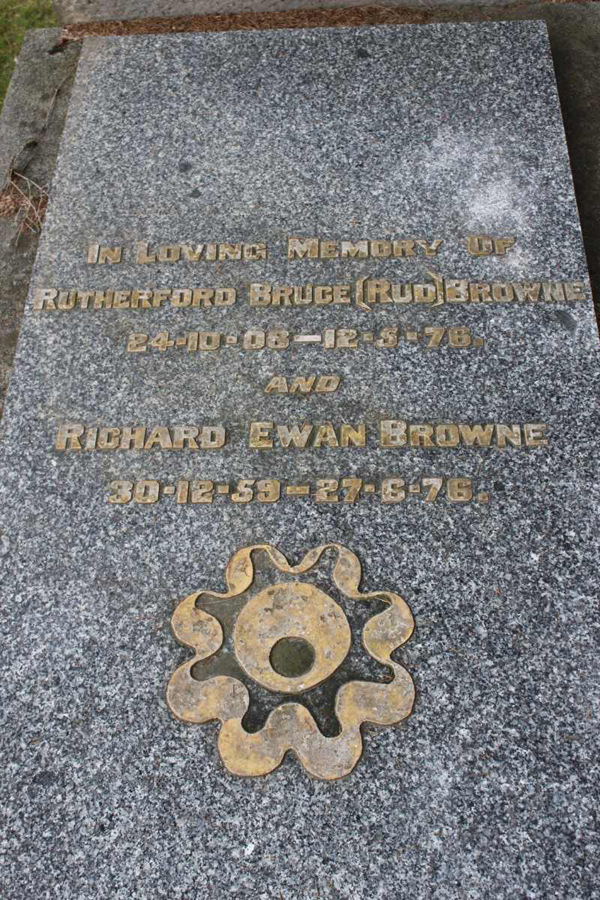 IN LOVING MEMORY OF
RUTHERFORD BRUCE (RUD) BROWNE
24-10-08 - 12-5-76.
AND
RICHARD EWAN BROWNE
30-12-59 - 27-6-76.